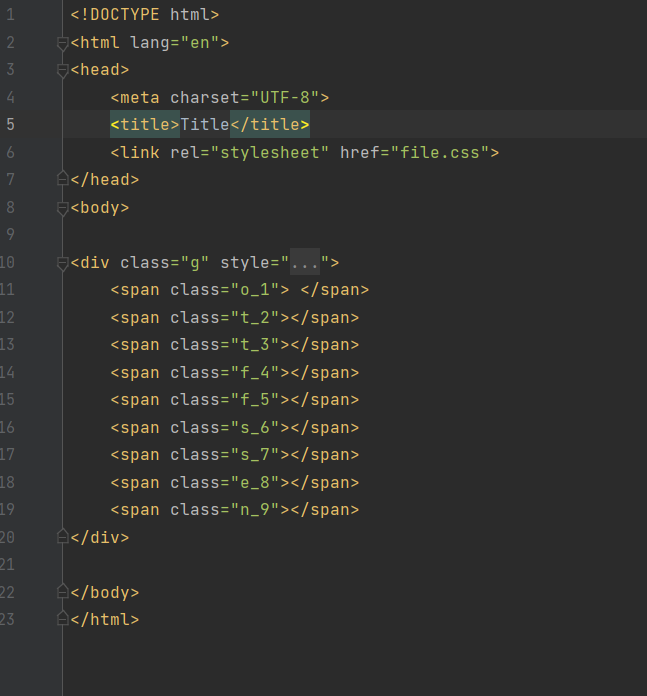 1 <!DOCTYPE html>
2 <html lang="en">
3 <head>
4 <meta charset="UTF-8">
5 <title>Title</title>
6 <link rel="stylesheet" href="file.css">
7 </head>
8 <body>
9
10 <div class="g" style="...">
11 <span class="o_1"> </span>
12 <span class="t_2"></span>
13 <span class="t_3"></span>
14 <span class="f_4"></span>
15 <span class="f_5"></span>
16 <span class="s_6"></span>
17 <span class="s_7"></span>
18 <span class="e_8"></span>
19 <span class="n_9"></span>
20 </div>
21
22 </body>
23 </html>